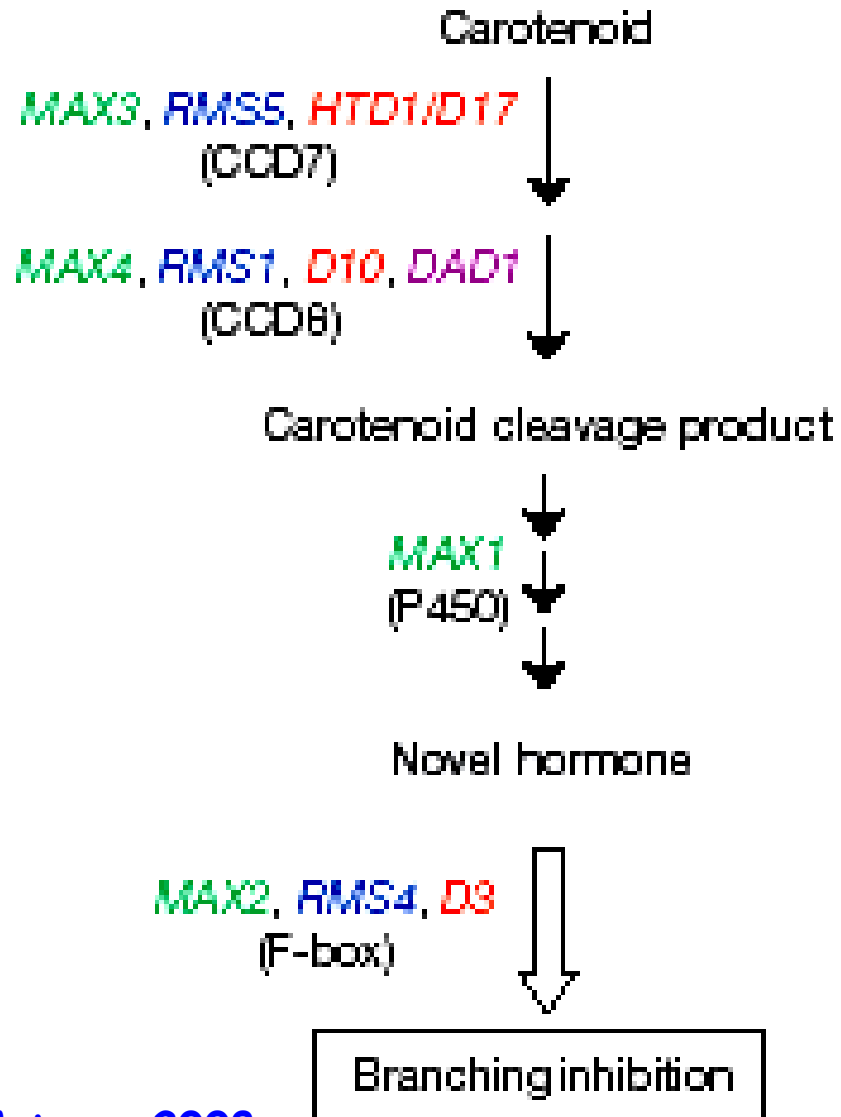 Carotenoid
MAX3, RMS5, HTD1/D17
(CCD7)
MAX4, RMS1, D10, DAD1
(CCD8)
Carotenoid cleavage product
MAX1
(P450)
Novel hormone
MAX2, RMS4, D3
(F-box)
Branching inhibition